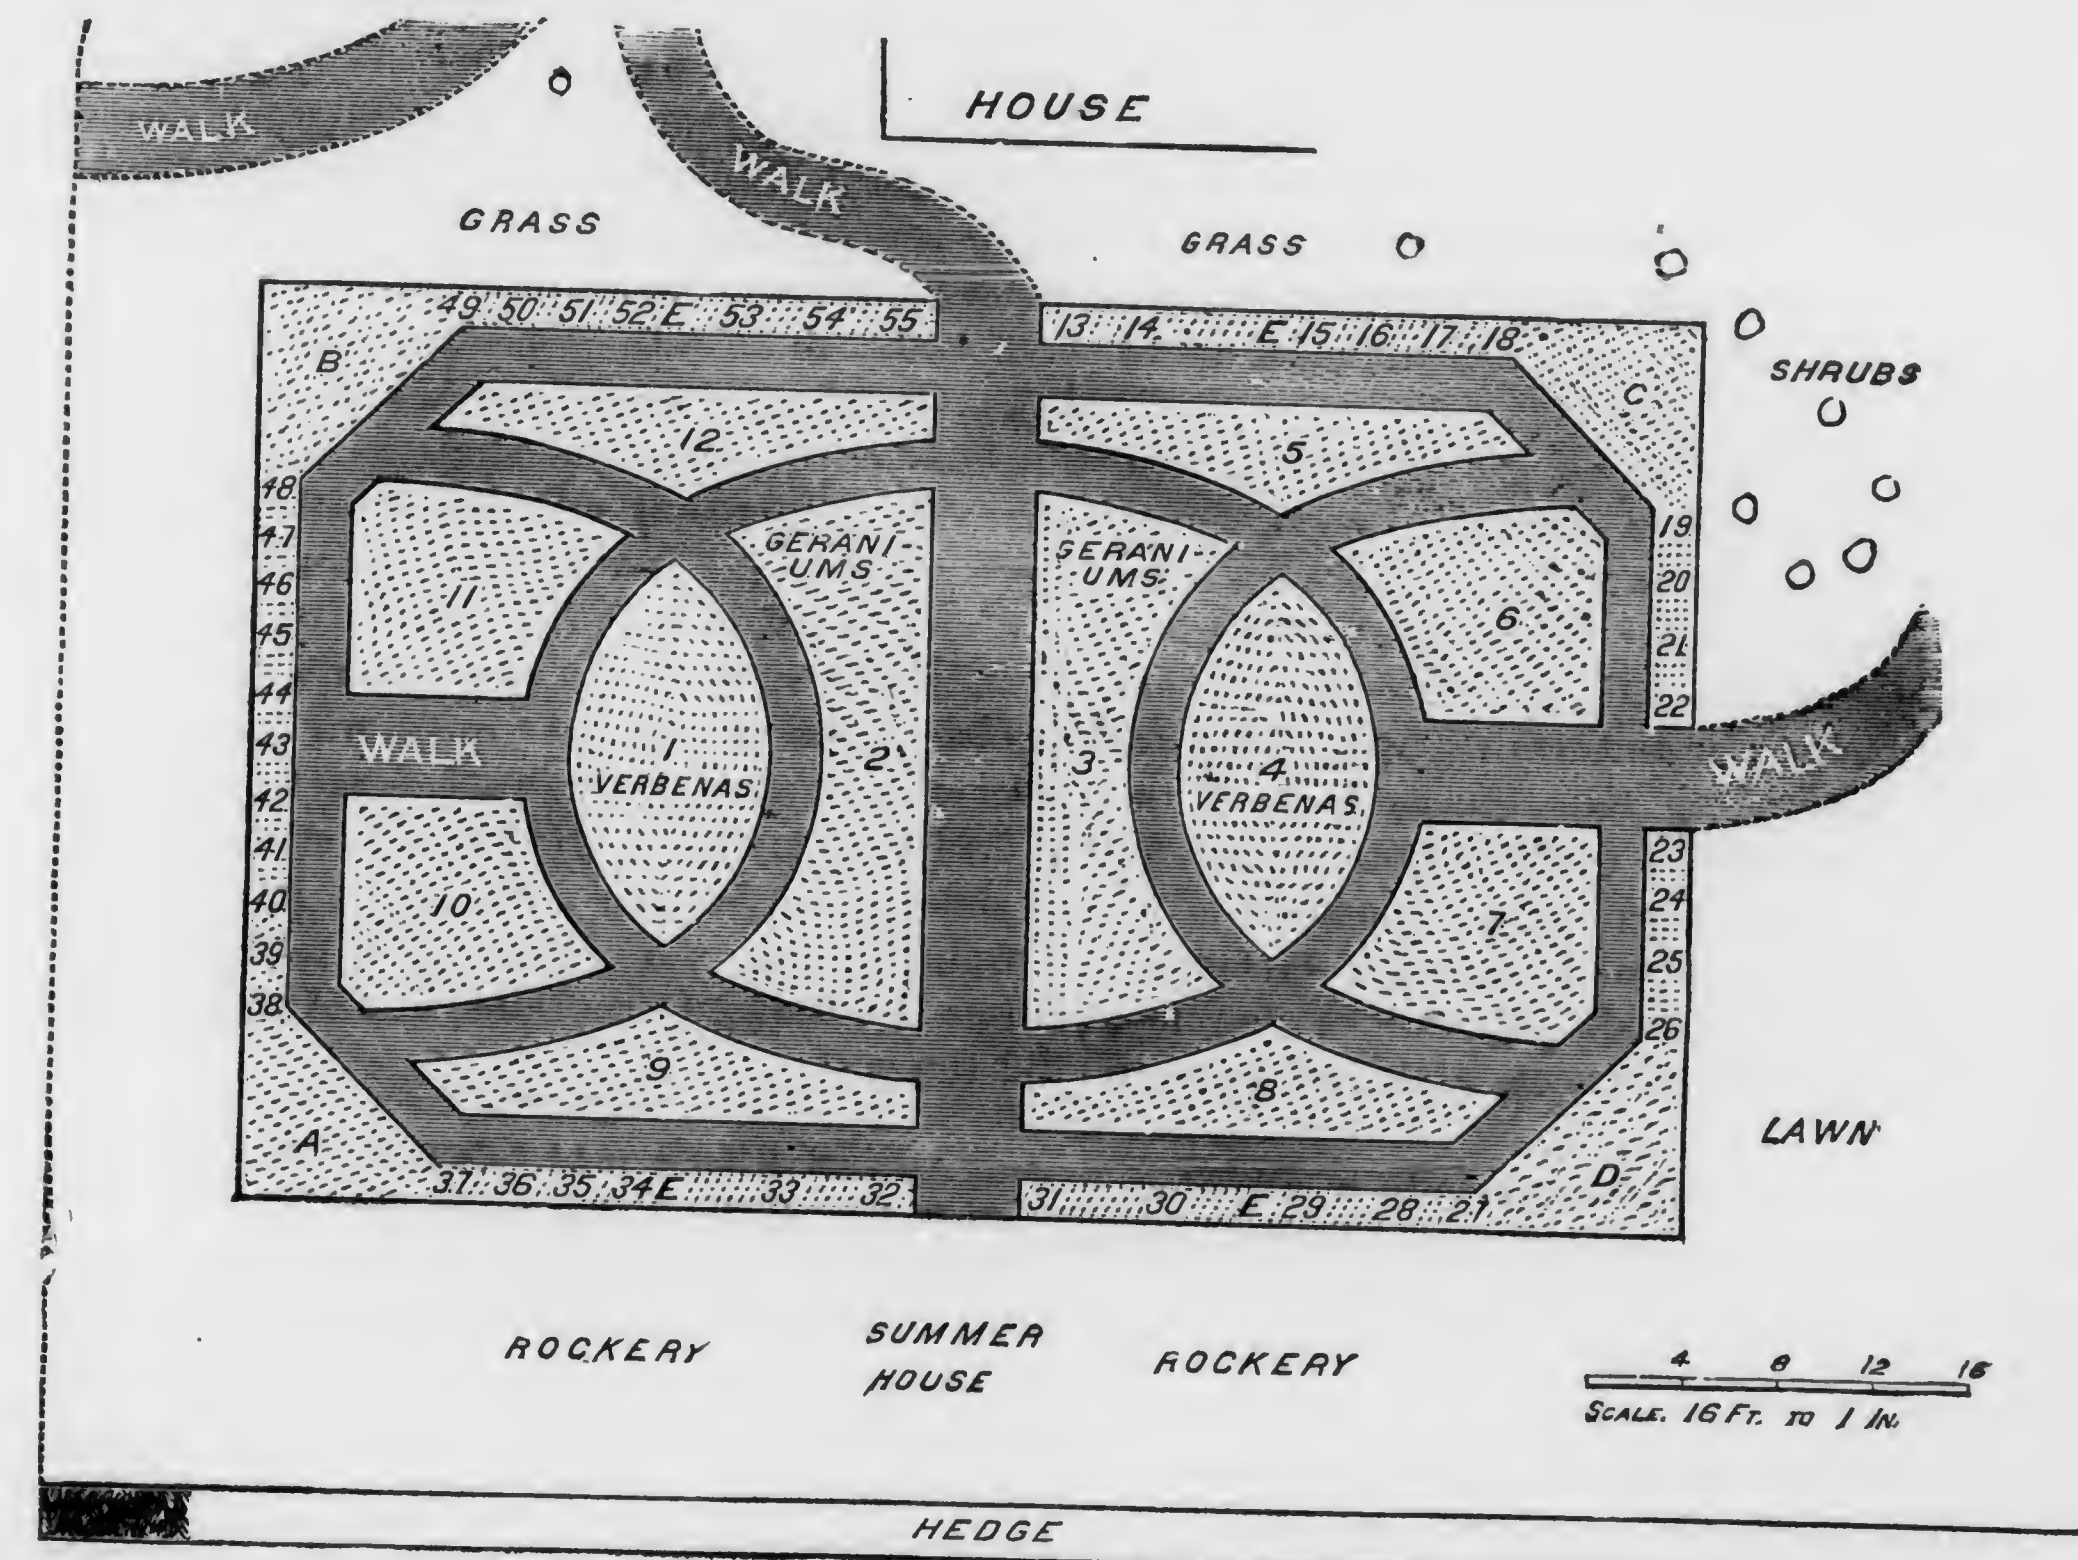 HOUSE
WALK
WALK
GRASS
GRASS
49 50 51 52 E 53 54 55
13 14 E 15 16 17 18
B
C
SHRUBS
12
5
48
47
46
45
44
43
42
41
40
39
38
19
20
21
22
GERANI-
UMS
GERANI-
UMS
11
6
WALK
1
VERBENAS
2
3
4
VERBENAS
WALK
10
7
23
24
25
26
9
8
A
D
LAWN
37 36 35 34 E 33 32
31 30 E 29 28 27
ROCKERY
SUMMER
HOUSE
ROCKERY
4 8 12 16
SCALE. 16 FT. TO 1 IN.
HEDGE